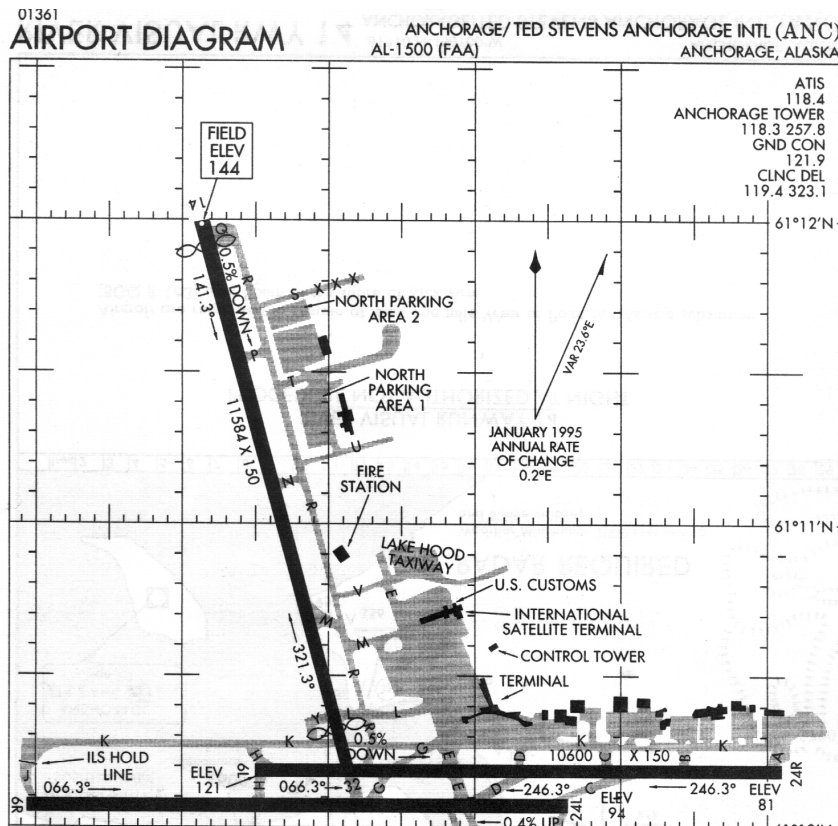 01361
AIRPORT DIAGRAM
ANCHORAGE/ TED STEVENS ANCHORAGE INTL (ANC)
AL-1500 (FAA)
ANCHORAGE, ALASKA
ATIS
118.4
ANCHORAGE TOWER
118.3 257.8
GND CON
121.9
CLNC DEL
119.4 323.1
FIELD
ELEV
144
14
61°12'N
Q
0.5%
DOWN
141.3°
R
S X X X
NORTH PARKING
AREA 2
P
T
NORTH
PARKING
AREA 1
VAR 23.6°E
JANUARY 1995
ANNUAL RATE
OF CHANGE
0.2°E
11584 X 150
U
N
R
FIRE
STATION
61°11'N
LAKE HOOD
TAXIWAY
V
E
U.S. CUSTOMS
INTERNATIONAL
SATELLITE TERMINAL
M
M
CONTROL TOWER
321.3°
R
TERMINAL
Y
L
L
R
K
K
K
K
0.5%
DOWN
G
E
E
D
C
B
A
10600 X 150
ILS HOLD
LINE
J
H
H
ELEV
121
19
066.3°
066.3°
32
G
E
E
D
C
246.3°
246.3°
24R
24L
ELEV
81
ELEV
94
6R
0.4% UP